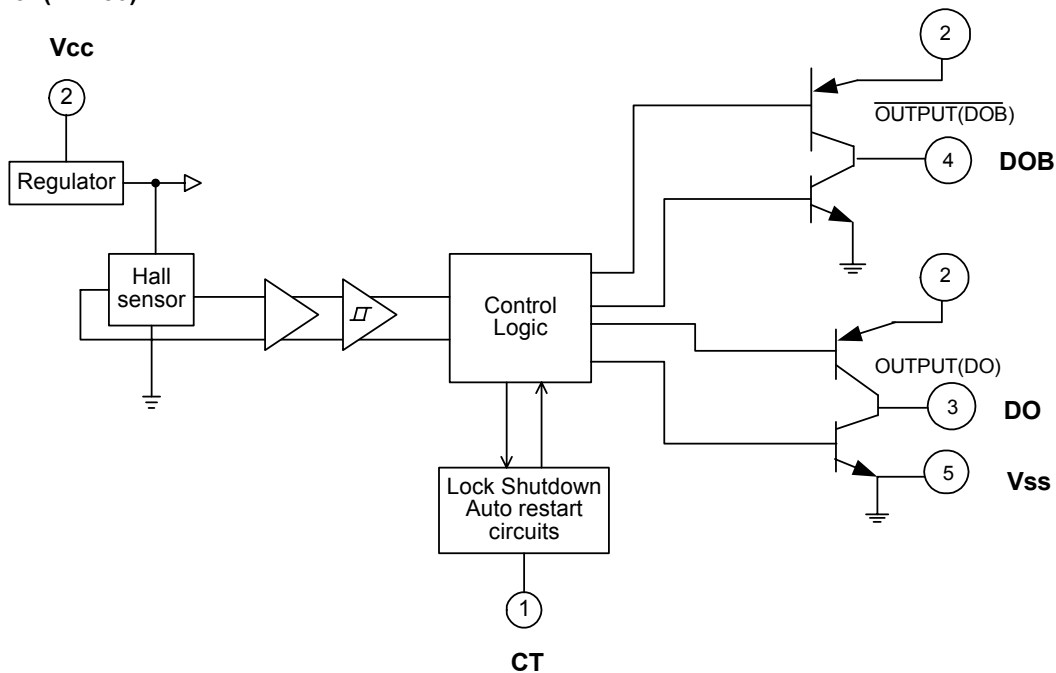 Vcc
2
Regulator
Hall
sensor
Control
Logic
Lock Shutdown
Auto restart
circuits
1
CT
2
OUTPUT(DOB)
4
DOB
2
OUTPUT(DO)
3
DO
5
Vss